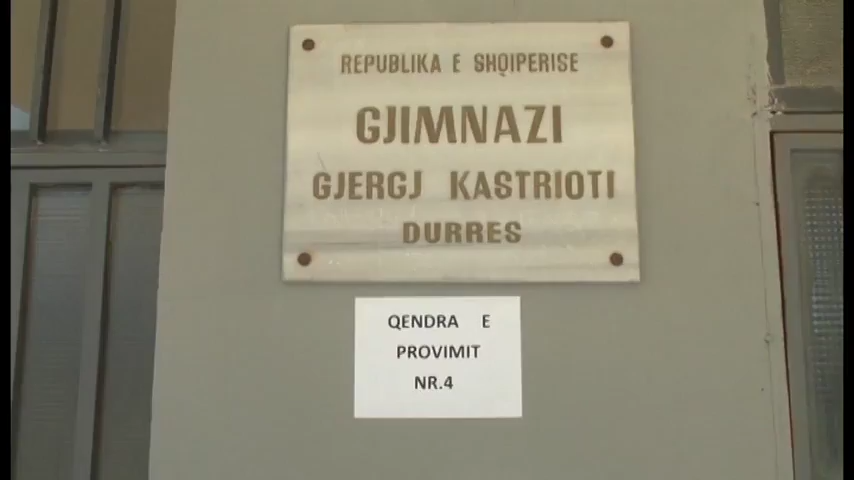 REPUBLIKA E SHQIPERISE
GJIMNAZI
GJERGJ KASTRIOTI
DURRES
QENDRA E
PROVIMIT
NR.4